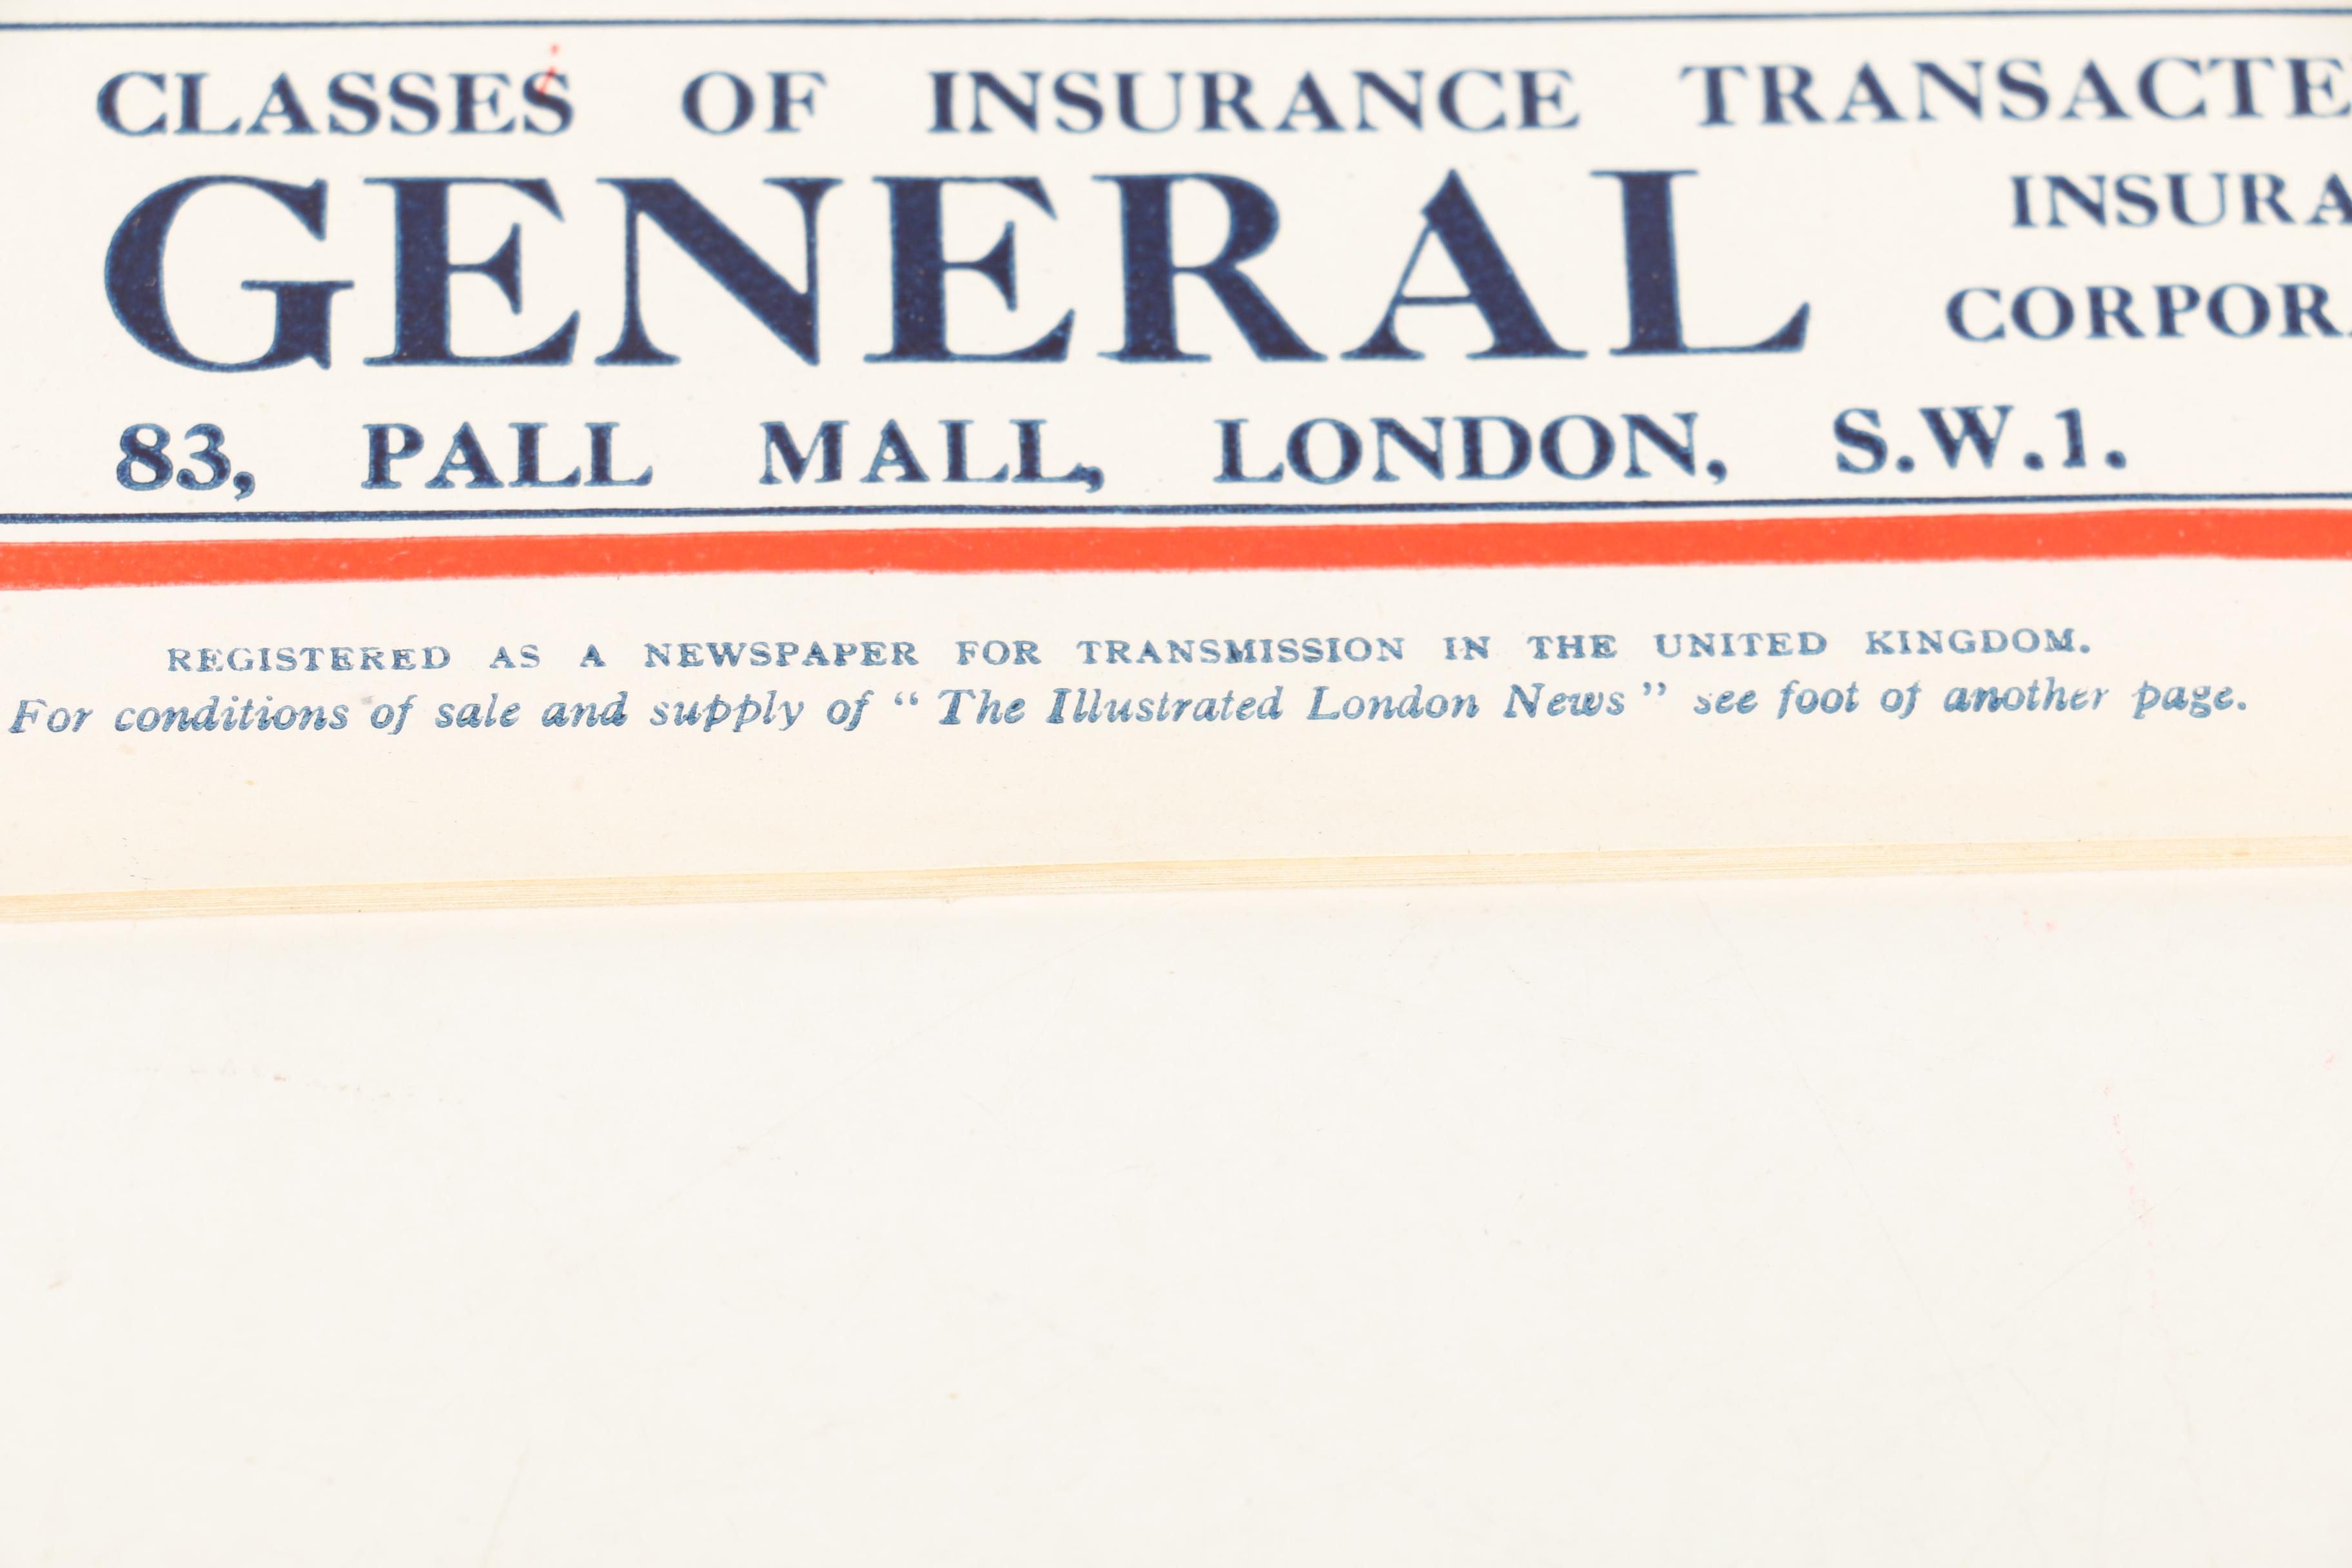 CLASSES OF INSURANCE TRANSACTE
GENERAL
INSURA
CORPOR
83, PALL MALL, LONDON, S.W.1.
REGISTERED AS A NEWSPAPER FOR TRANSMISSION IN THE UNITED KINGDOM.
For conditions of sale and supply of “ The Illustrated London News ” see foot of another page.